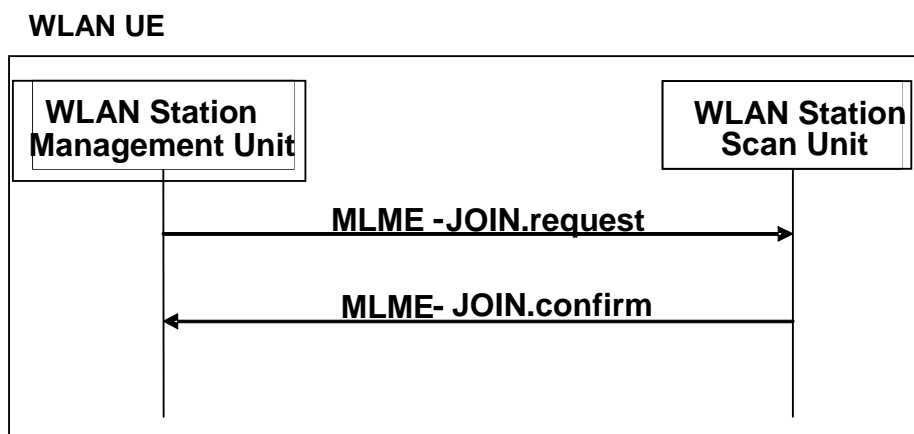 WLAN UE
WLAN Station
Management Unit
WLAN Station
Scan Unit
MLME -JOIN.request
MLME- JOIN.confirm